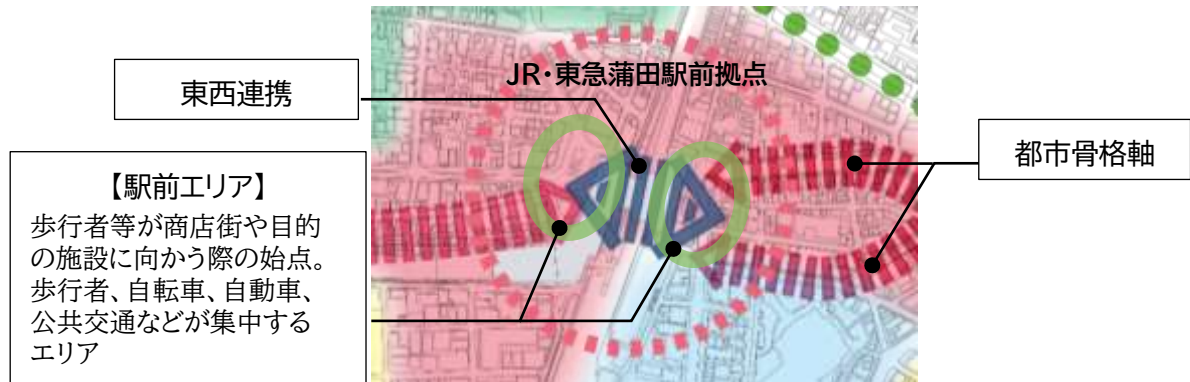 JR・東急蒲田駅前拠点
東西連携
都市骨格軸
【駅前エリア】
歩行者等が商店街や目的
の施設に向かう際の始点。
歩行者、自転車、自動車、
公共交通などが集中する
エリア